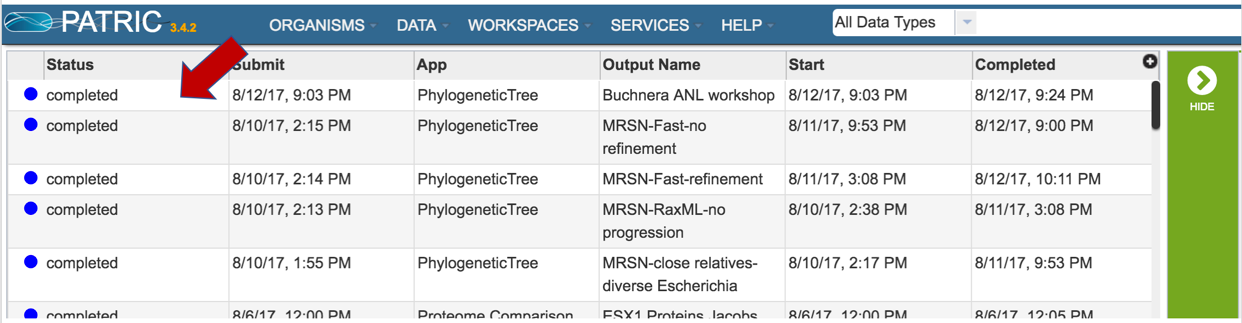 PATRIC 3.4.2 ORGANISMS DATA WORKSPACES SERVICES HELP All Data Types
Status Submit App Output Name Start Completed
completed 8/12/17, 9:03 PM PhylogeneticTree Buchnera ANL workshop 8/12/17, 9:03 PM 8/12/17, 9:24 PM
HIDE
completed 8/10/17, 2:15 PM PhylogeneticTree MRSN-Fast-no 8/11/17, 9:53 PM 8/12/17, 9:00 PM
refinement
completed 8/10/17, 2:14 PM PhylogeneticTree MRSN-Fast-refinement 8/11/17, 3:08 PM 8/12/17, 10:11 PM
completed 8/10/17, 2:13 PM PhylogeneticTree MRSN-RaxML-no 8/10/17, 2:38 PM 8/11/17, 3:08 PM
progression
completed 8/10/17, 1:55 PM PhylogeneticTree MRSN-close relatives- 8/10/17, 2:17 PM 8/11/17, 9:53 PM
diverse Escherichia
completed 8/6/17, 12:00 PM Proteome Comparison ESX1 Proteins Jacobs 8/6/17, 12:00 PM 8/6/17, 12:05 PM